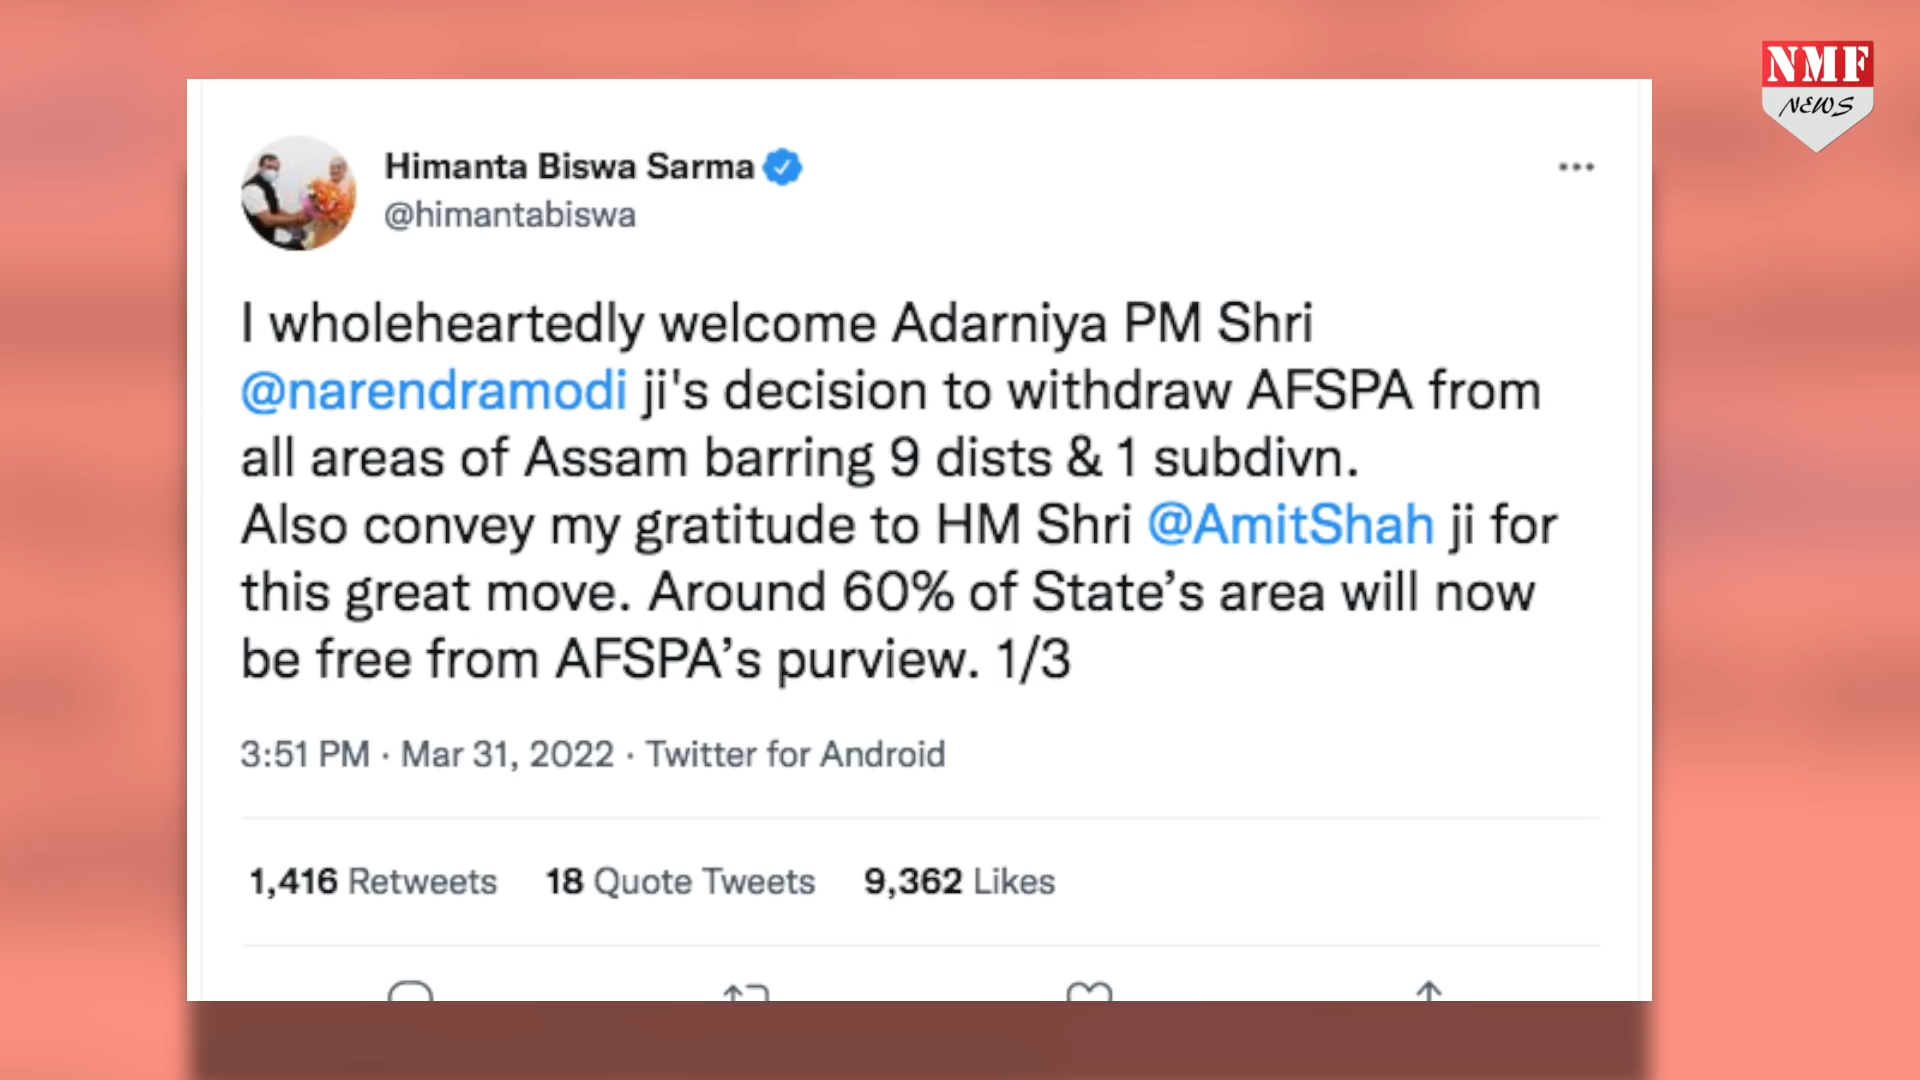 NMF
NEWS
Himanta Biswa Sarma
@himantabiswa
I wholeheartedly welcome Adarniya PM Shri
@narendramodi ji's decision to withdraw AFSPA from
all areas of Assam barring 9 dists & 1 subdivn.
Also convey my gratitude to HM Shri @AmitShah ji for
this great move. Around 60% of State’s area will now
be free from AFSPA’s purview. 1/3
3:51 PM · Mar 31, 2022 · Twitter for Android
1,416 Retweets 18 Quote Tweets 9,362 Likes